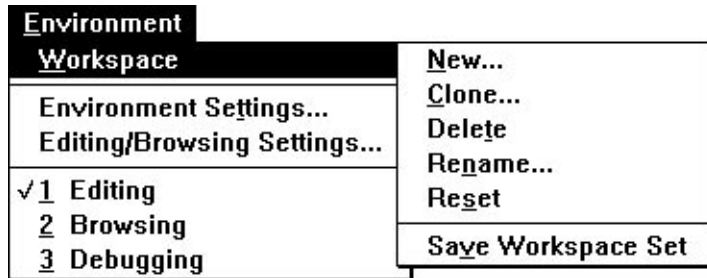 Environment
Workspace
Environment Settings...
Editing/Browsing Settings...
√1 Editing
2 Browsing
3 Debugging
New...
Clone...
Delete
Rename...
Reset
Save Workspace Set